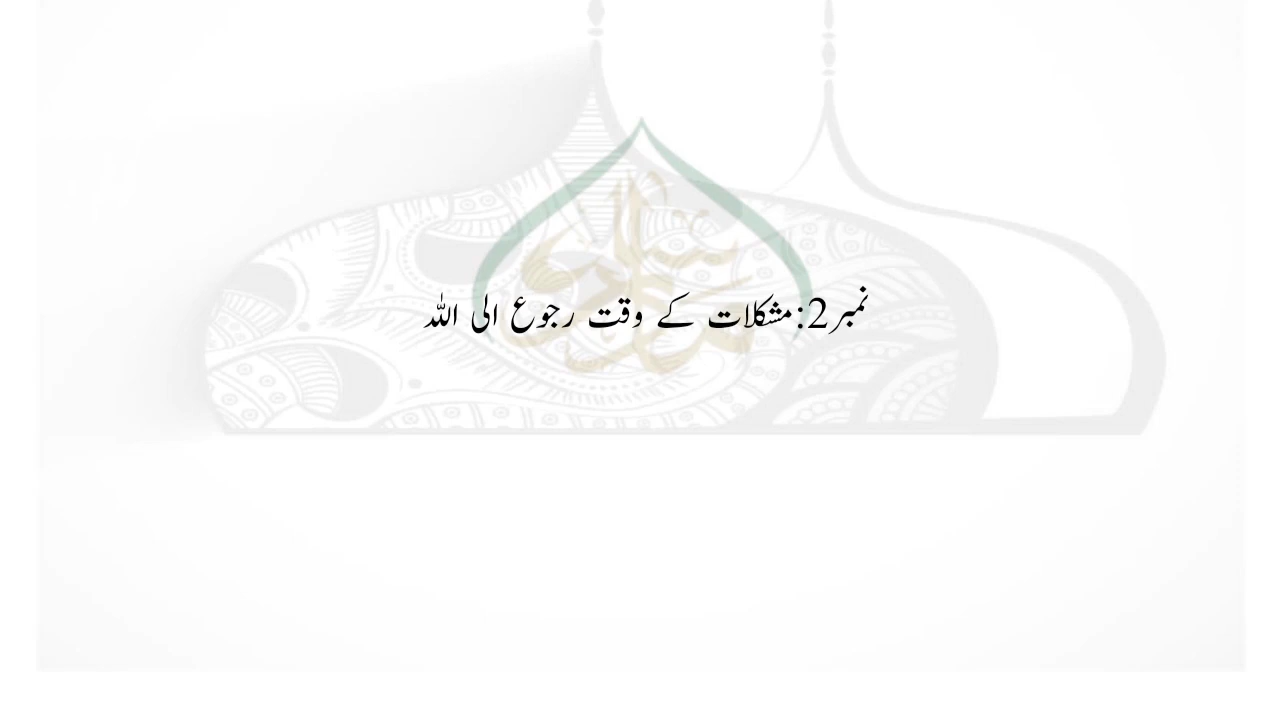 نمبر2:مشکلات کے وقت رجوع الی اللہ